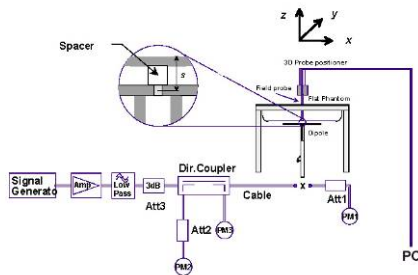 z
y
x
Spacer
s
3D Probe positioner
Field probe
Flat Phantom
Dipole
Signal
Generato
Amp
Low
Pass
3dB
Att3
Dir.Coupler
Cable
x
Att1
PM1
Att2
PM3
PM2
PC